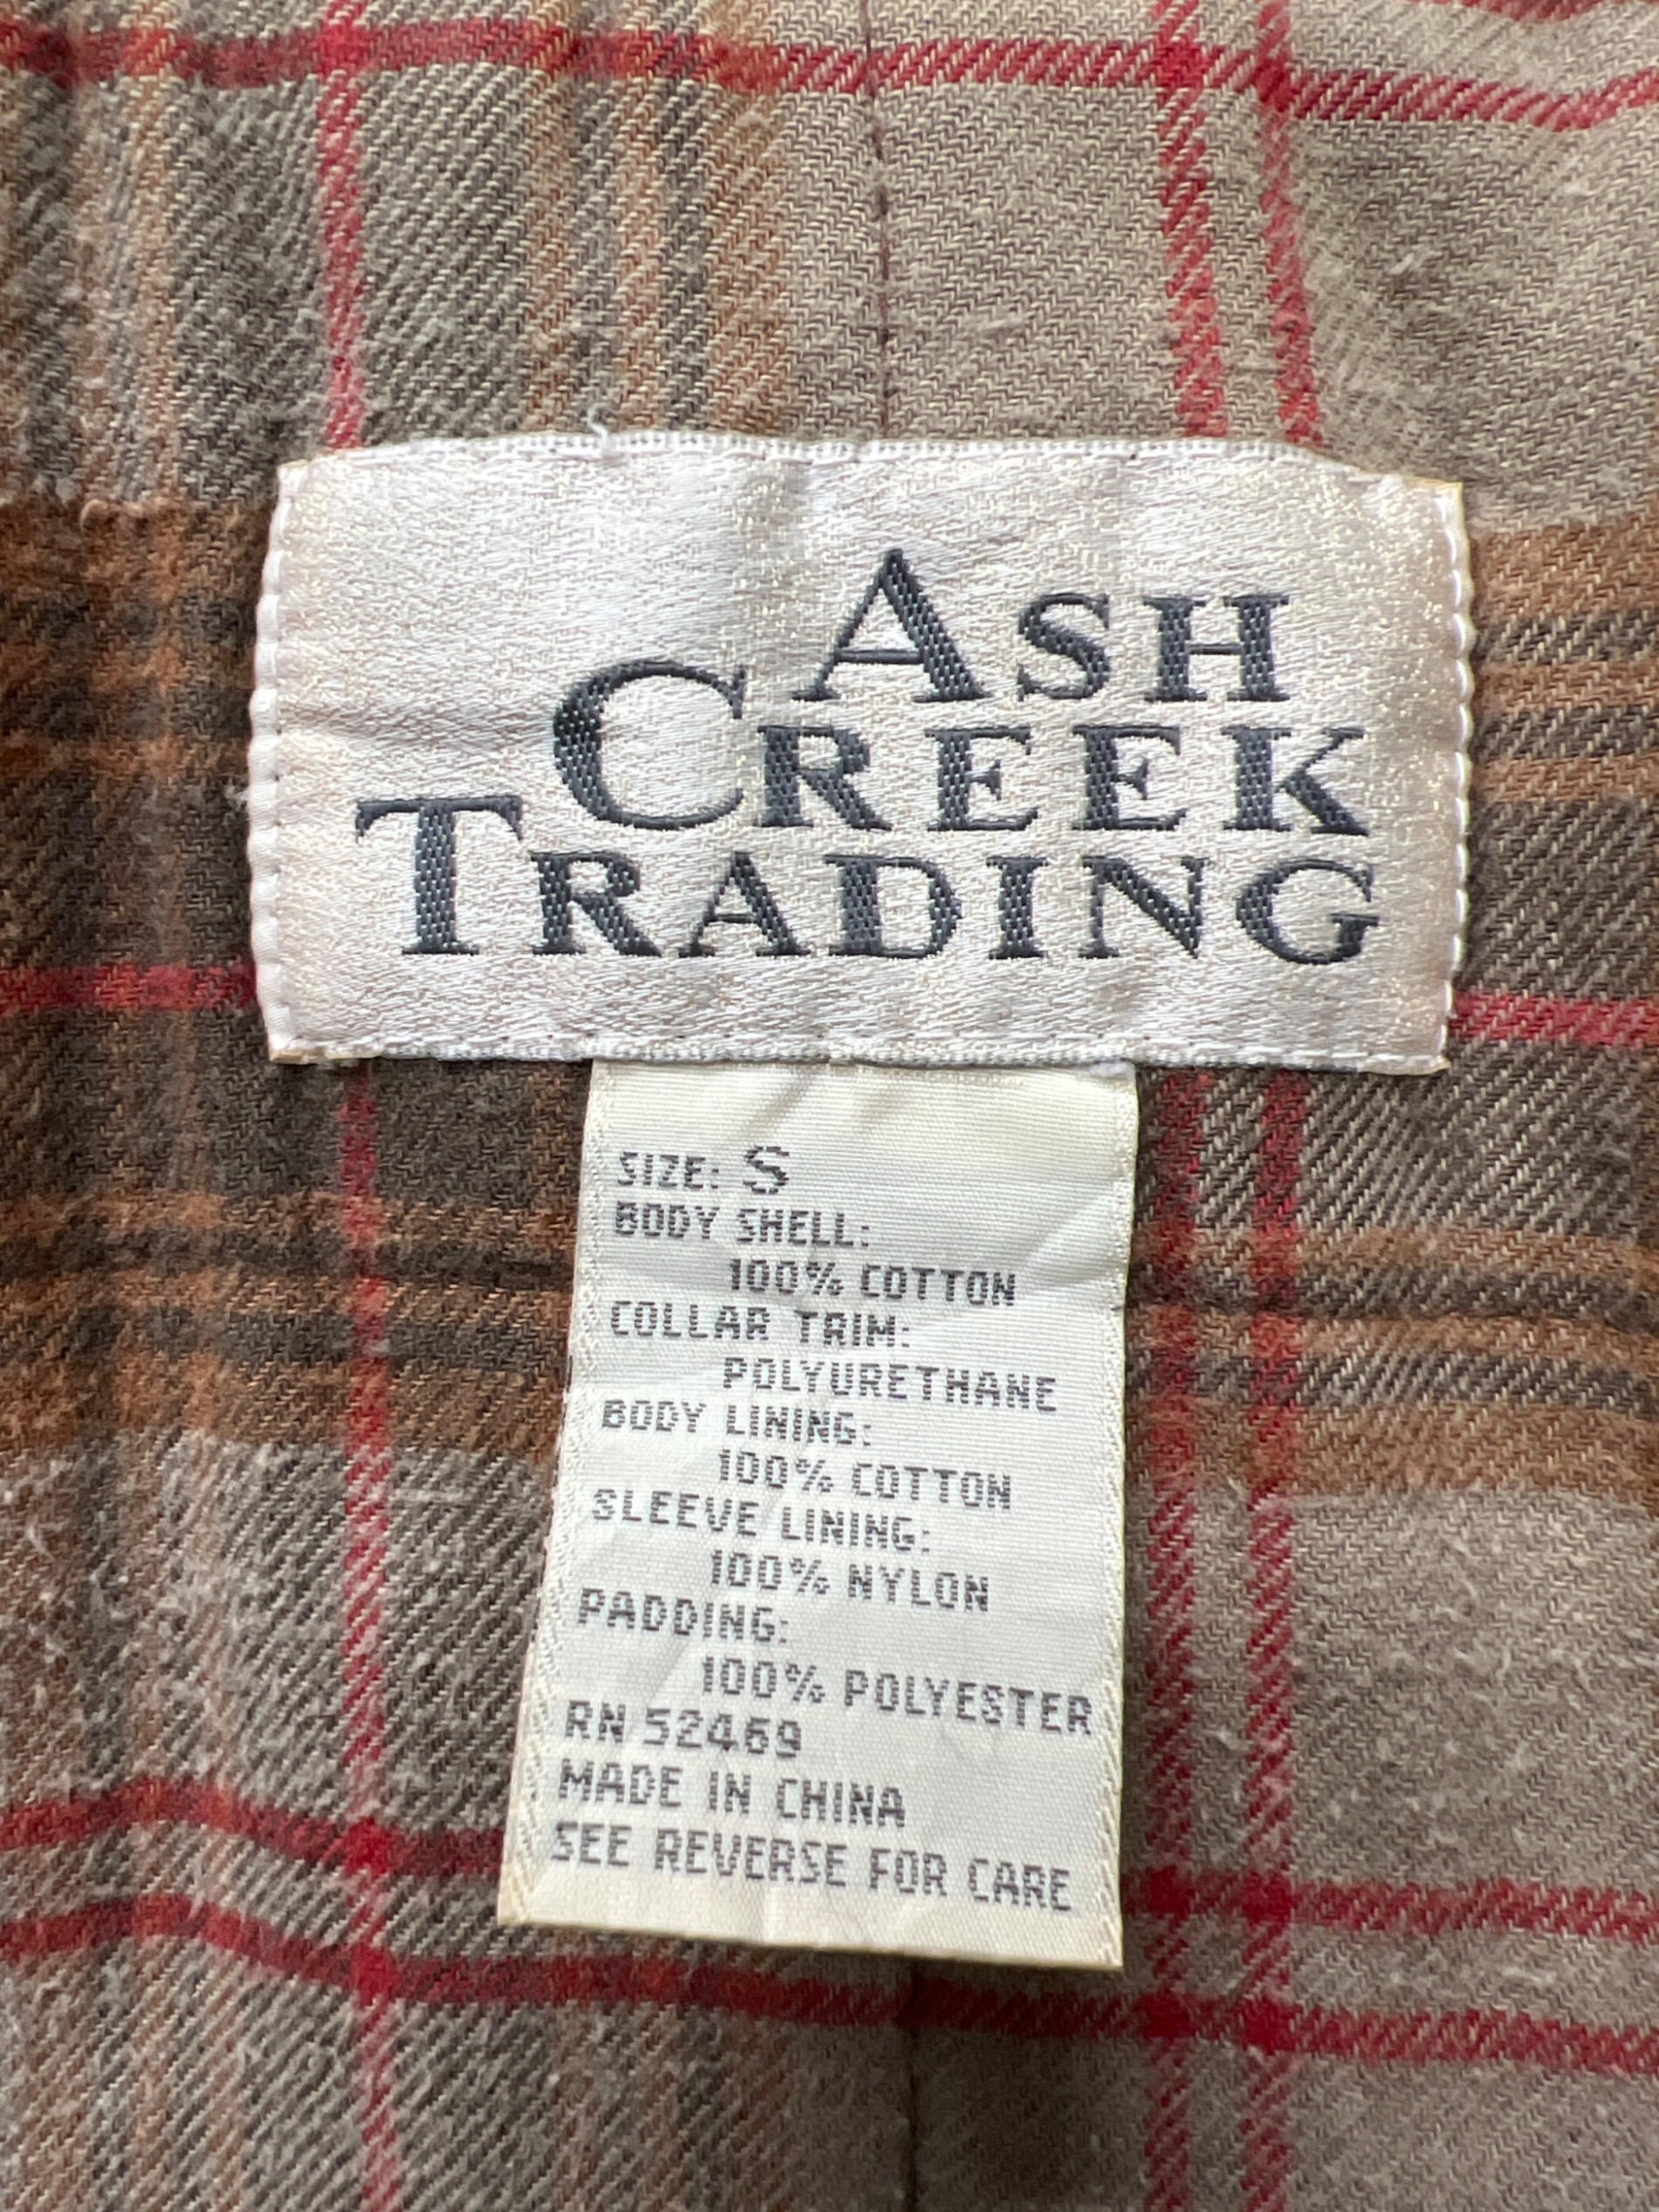 ASH
CREEK
TRADING
SIZE: S
BODY SHELL:
100% COTTON
COLLAR TRIM:
POLYURETHANE
BODY LINING:
100% COTTON
SLEEVE LINING:
100% NYLON
PADDING:
100% POLYESTER
RN 52469
MADE IN CHINA
SEE REVERSE FOR CARE